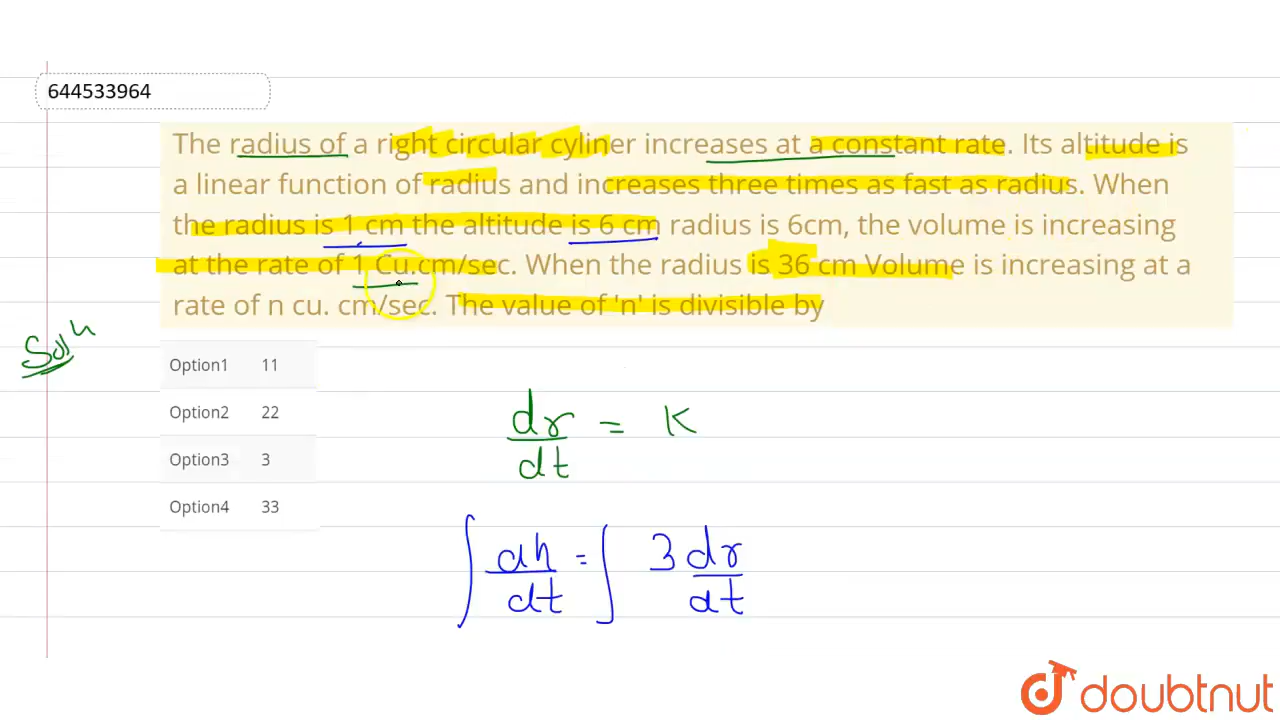 644533964
The radius of a right circular cyliner increases at a constant rate. Its altitude is
a linear function of radius and increases three times as fast as radius. When
the radius is 1 cm the altitude is 6 cm radius is 6cm, the volume is increasing
at the rate of 1 Cu.cm/sec. When the radius is 36 cm Volume is increasing at a
rate of n cu. cm/sec. The value of 'n' is divisible by
Solⁿ
Option1 11
Option2 22
Option3 3
Option4 33
dr/dt = K
∫ dh/dt = ∫ 3 dr/dt
doubtnut